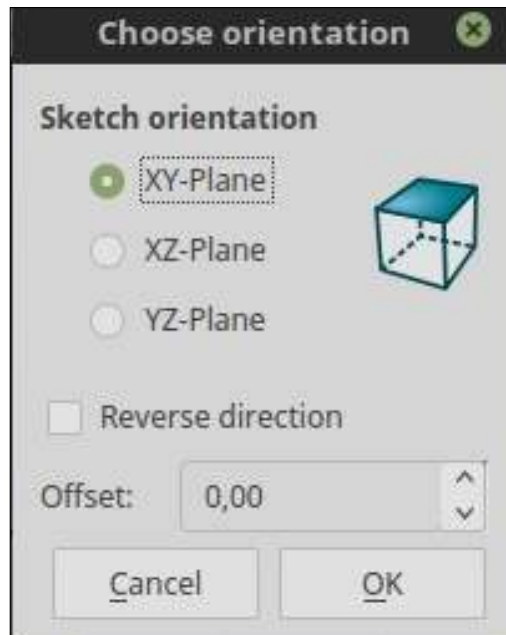 Choose orientation
Sketch orientation
XY-Plane
XZ-Plane
YZ-Plane
Reverse direction
Offset: 0,00
Cancel OK